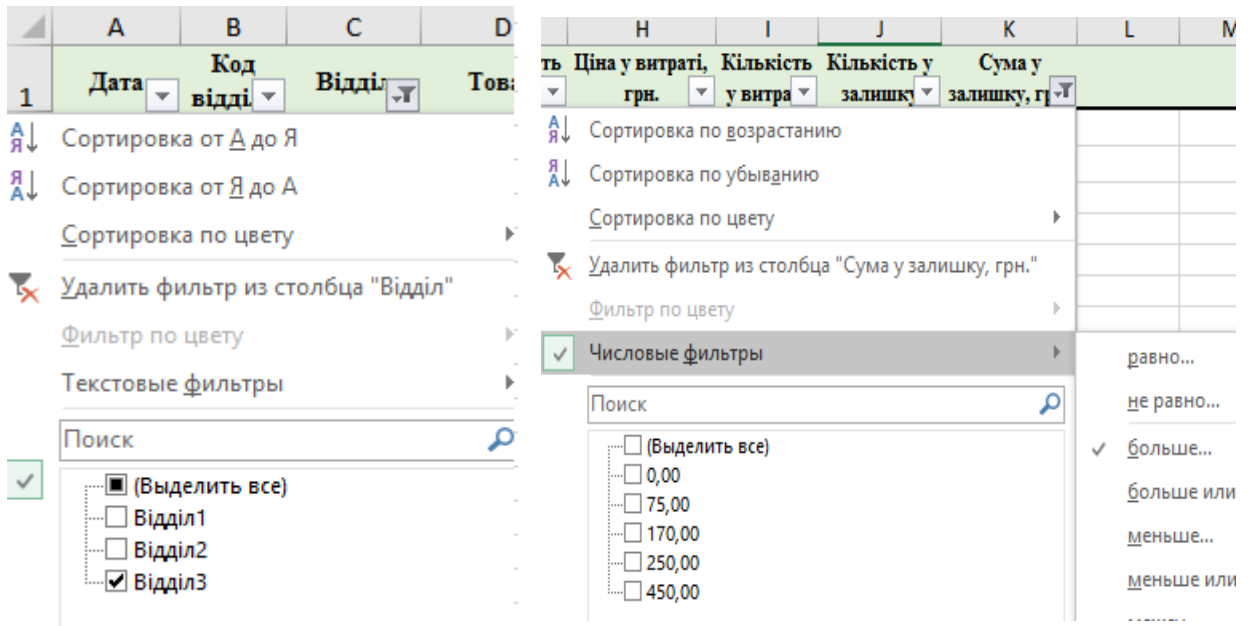 A B C D
Дата
Код
відділ
Відділ
Това
1
Сортировка от А до Я
Сортировка от Я до А
Сортировка по цвету
Удалить фильтр из столбца "Відділ"
Фильтр по цвету
Текстовые фильтры
Поиск
(Выделить все)
Відділ1
Відділ2
Відділ3
H I J K L M
ть Ціна у витраті, Кількість Кількість у Сума у
грн. у витра залишку залишку, гр
Сортировка по возрастанию
Сортировка по убыванию
Сортировка по цвету
Удалить фильтр из столбца "Сума у залишку, грн."
Фильтр по цвету
Числовые фильтры
Поиск
(Выделить все)
0,00
75,00
170,00
250,00
450,00
равно...
не равно...
больше...
больше или
меньше...
меньше или